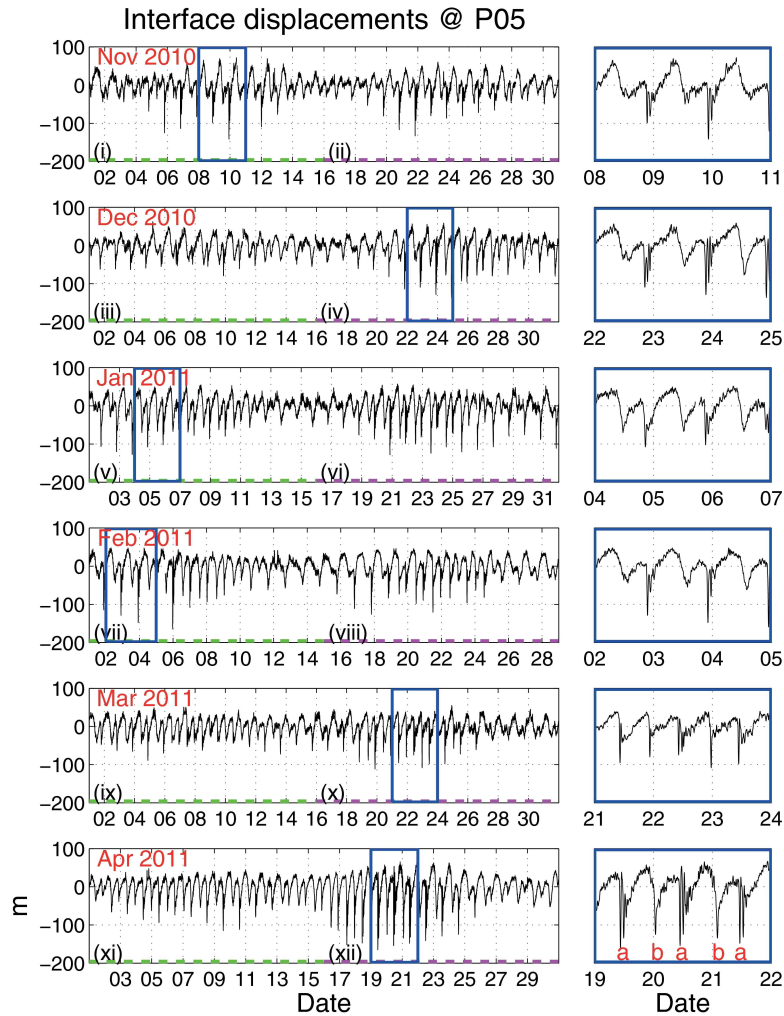 Interface displacements @ P05
100
0
−100
−200
Nov 2010
(i)
(ii)
02 04 06 08 10 12 14 16 18 20 22 24 26 28 30
08 09 10 11
100
0
−100
−200
Dec 2010
(iii)
(iv)
02 04 06 08 10 12 14 16 18 20 22 24 26 28 30
22 23 24 25
100
0
−100
−200
Jan 2011
(v)
(vi)
03 05 07 09 11 13 15 17 19 21 23 25 27 29 31
04 05 06 07
100
0
−100
−200
Feb 2011
(vii)
(viii)
02 04 06 08 10 12 14 16 18 20 22 24 26 28
02 03 04 05
100
0
−100
−200
Mar 2011
(ix)
(x)
02 04 06 08 10 12 14 16 18 20 22 24 26 28 30
21 22 23 24
100
0
−100
−200
m
Apr 2011
(xi)
(xii)
03 05 07 09 11 13 15 17 19 21 23 25 27 29
Date
a b a b a
19 20 21 22
Date